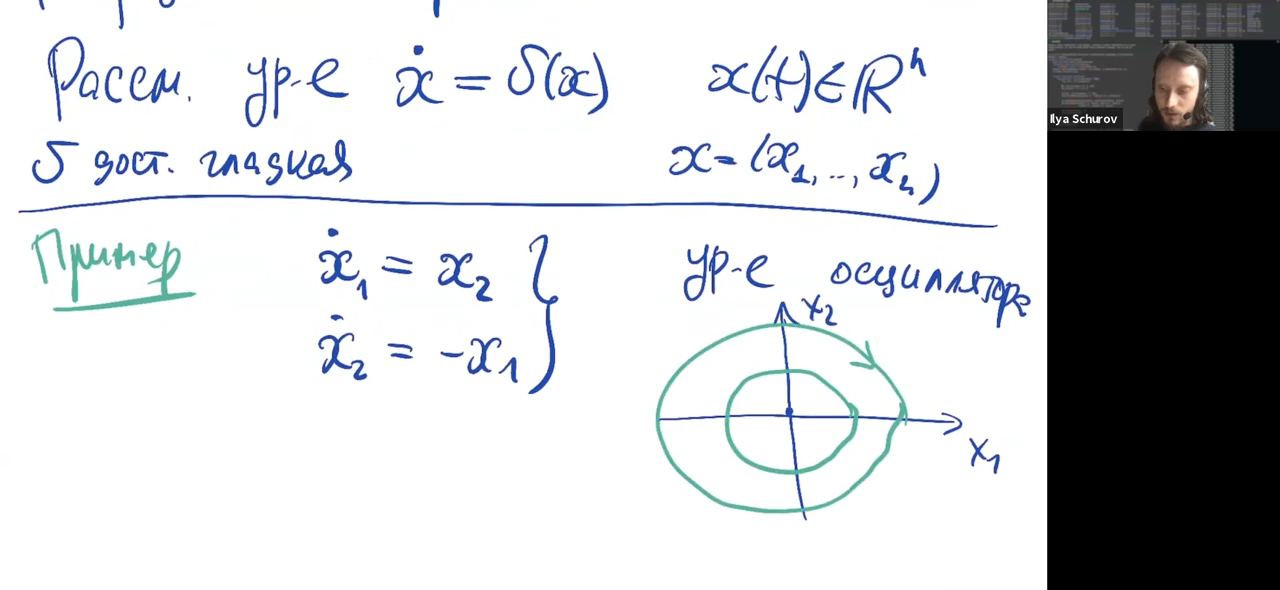 Рассм. ур-е ẋ = f(x) x(t)∈ℝⁿ
f дост. гладкая x=(x₁,..,xₙ)
Пример ẋ₁ = x₂ } ур-е осциллятора
ẋ₂ = -x₁
x₂
x₁
Ilya Schurov